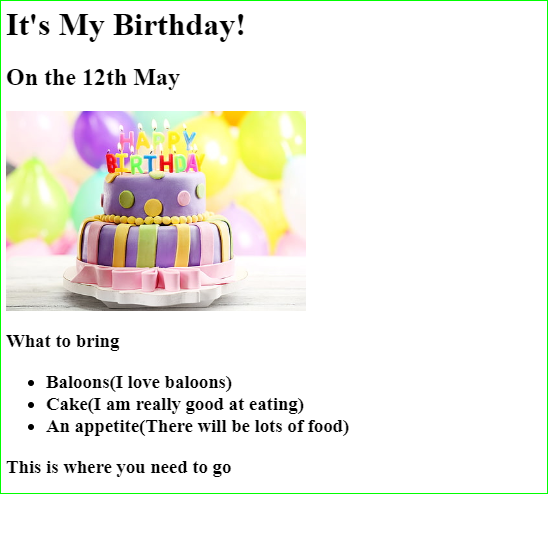 It's My Birthday!
On the 12th May
HAPPY
BIRTHDAY
What to bring
Baloons(I love baloons)
Cake(I am really good at eating)
An appetite(There will be lots of food)
This is where you need to go